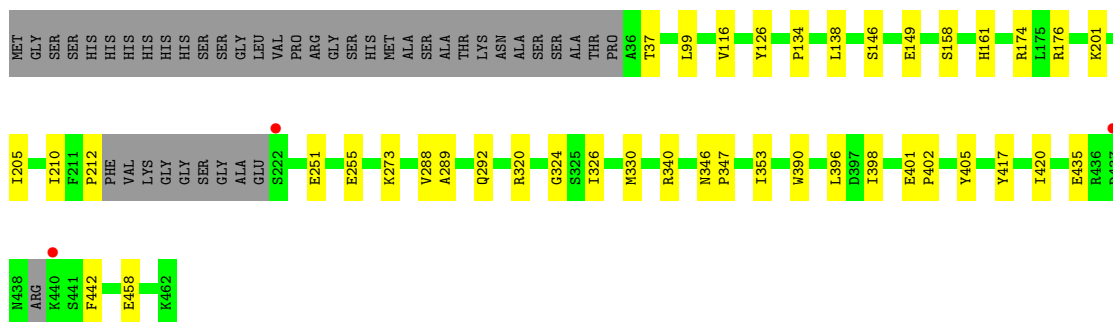 MET GLY SER SER HIS HIS HIS HIS HIS HIS SER SER GLY LEU VAL PRO ARG GLY SER HIS MET ALA SER ALA THR LYS ASN ALA SER SER ALA THR PRO A36 T37 L99 V116 Y126 P134 L138 S146 E149 S158 H161 R174 L175 R176 K201
I205 I210 F211 P212 PHE VAL LYS GLY GLY SER GLY ALA GLU S222 E251 E255 K273 V288 A289 Q292 R320 G324 S325 I326 M330 R340 N346 P347 I353 W390 L396 D397 I398 E401 P402 Y405 Y417 I420 E435 R436
N438 ARG K440 S441 F442 E458 K462